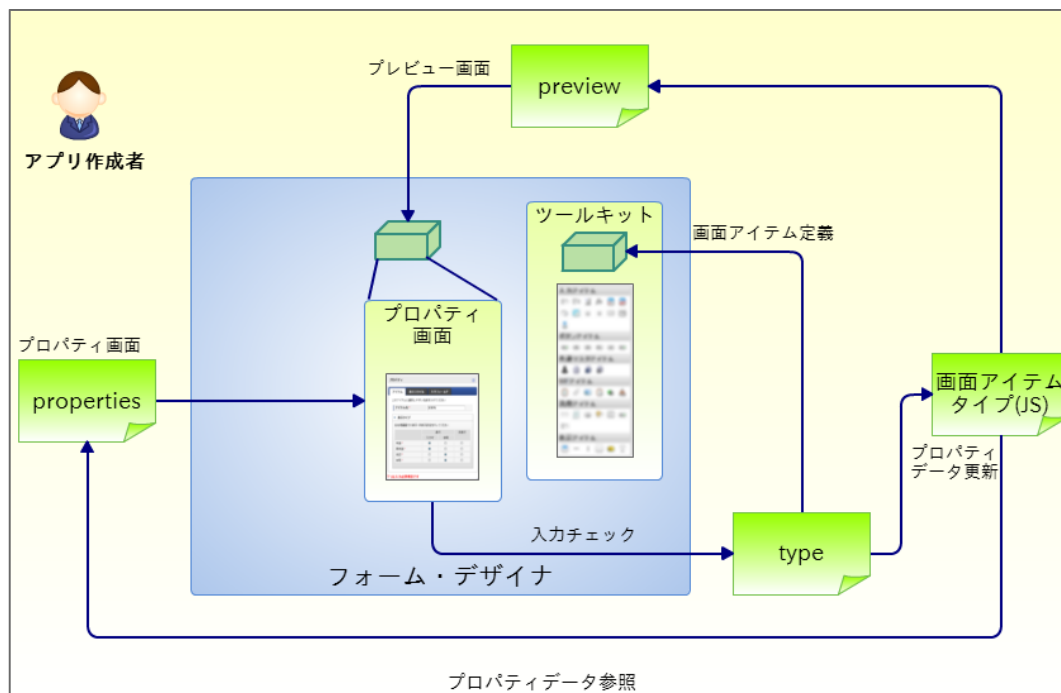 プレビュー画面
preview
アプリ作成者
ツールキット
画面アイテム定義
プロパティ
画面
プロパティ画面
properties
画面アイテム
タイプ(JS)
プロパティ
データ更新
入力チェック
type
フォーム・デザイナ
プロパティデータ参照